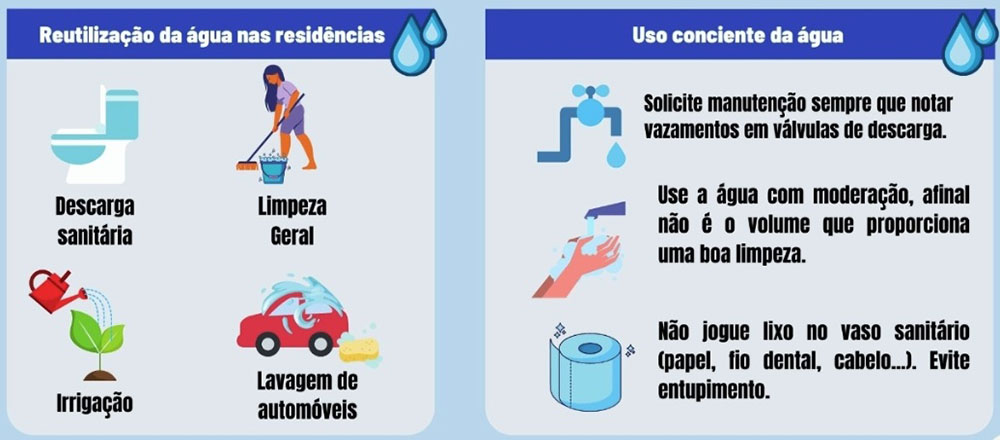 Reutilização da água nas residências
Descarga
sanitária
Limpeza
Geral
Irrigação
Lavagem de
automóveis
Uso conciente da água
Solicite manutenção sempre que notar
vazamentos em válvulas de descarga.
Use a água com moderação, afinal
não é o volume que proporciona
uma boa limpeza.
Não jogue lixo no vaso sanitário
(papel, fio dental, cabelo...). Evite
entupimento.